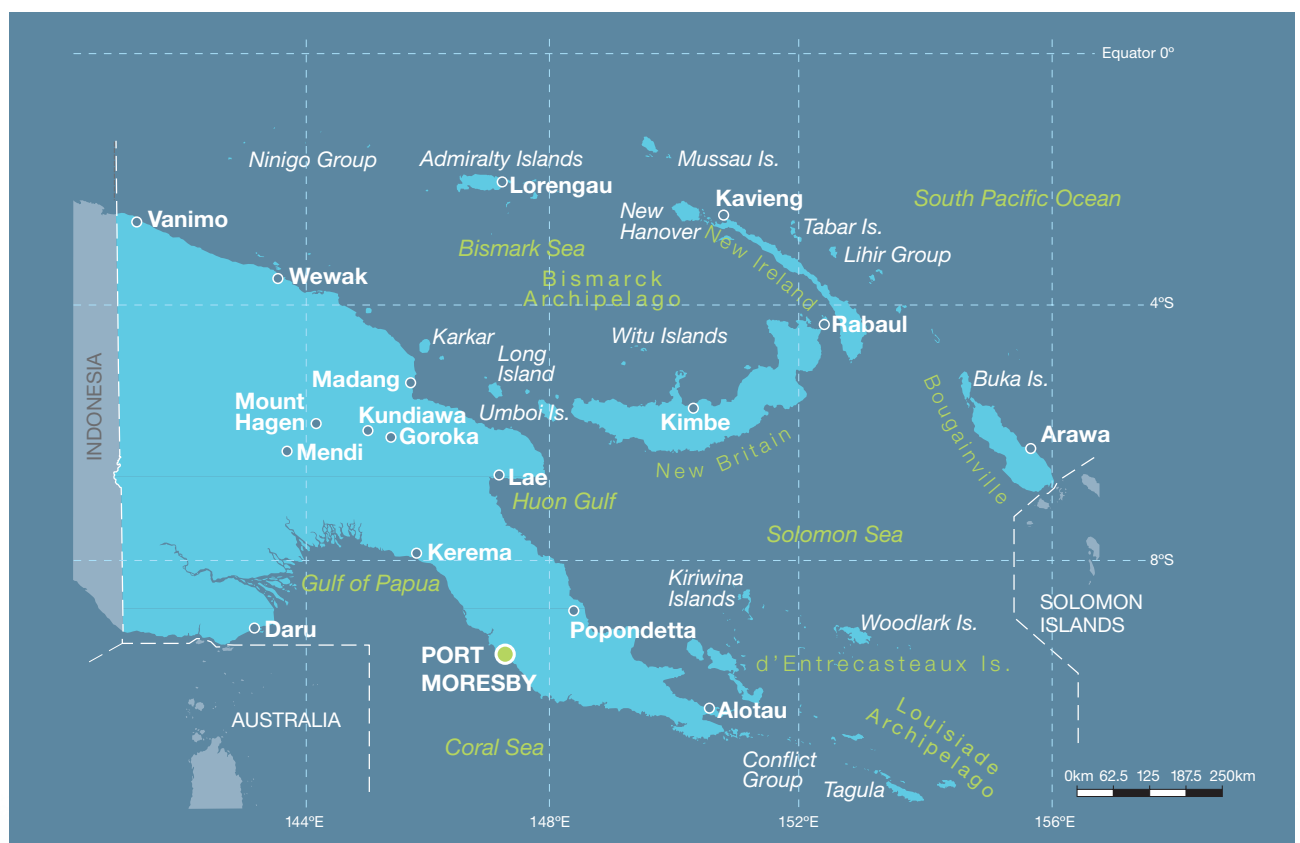 Equator 0º
Ninigo Group
Admiralty Islands
Mussau Is.
Lorengau
Kavieng
South Pacific Ocean
Vanimo
New
Hanover
Tabar Is.
New Ireland
Bismark Sea
Lihir Group
Wewak
Bismarck
Archipelago
4ºS
Rabaul
Karkar
Witu Islands
Long
Island
INDONESIA
Madang
Buka Is.
Mount
Hagen
Kundiawa
Umboi Is.
Goroka
Kimbe
Bougainville
Mendi
Arawa
New Britain
Lae
Huon Gulf
Solomon Sea
Kerema
8ºS
Gulf of Papua
Kiriwina
Islands
SOLOMON
ISLANDS
Daru
Popondetta
Woodlark Is.
PORT
MORESBY
d'Entrecasteaux Is.
Alotau
AUSTRALIA
Louisiade
Archipelago
Coral Sea
Conflict
Group
Tagula
0km 62.5 125 187.5 250km
144ºE
148ºE
152ºE
156ºE